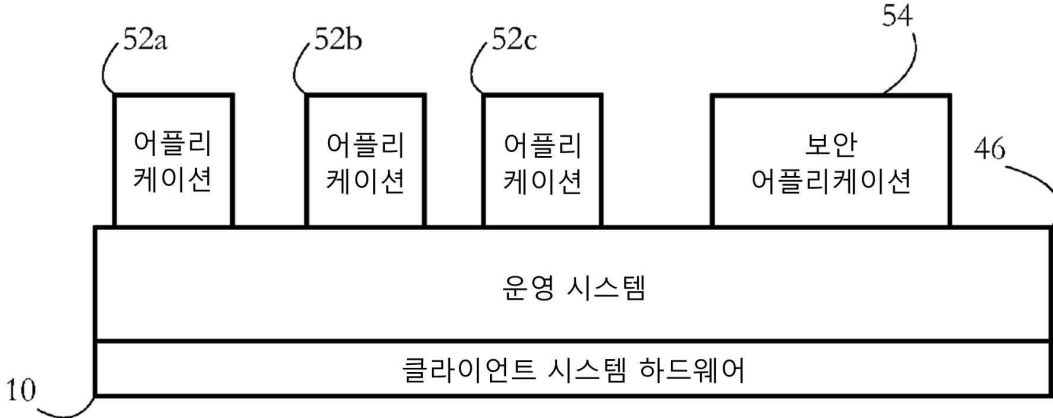 52a
52b
52c
54
어플리
케이션
어플리
케이션
어플리
케이션
보안
어플리케이션
46
운영 시스템
클라이언트 시스템 하드웨어
10